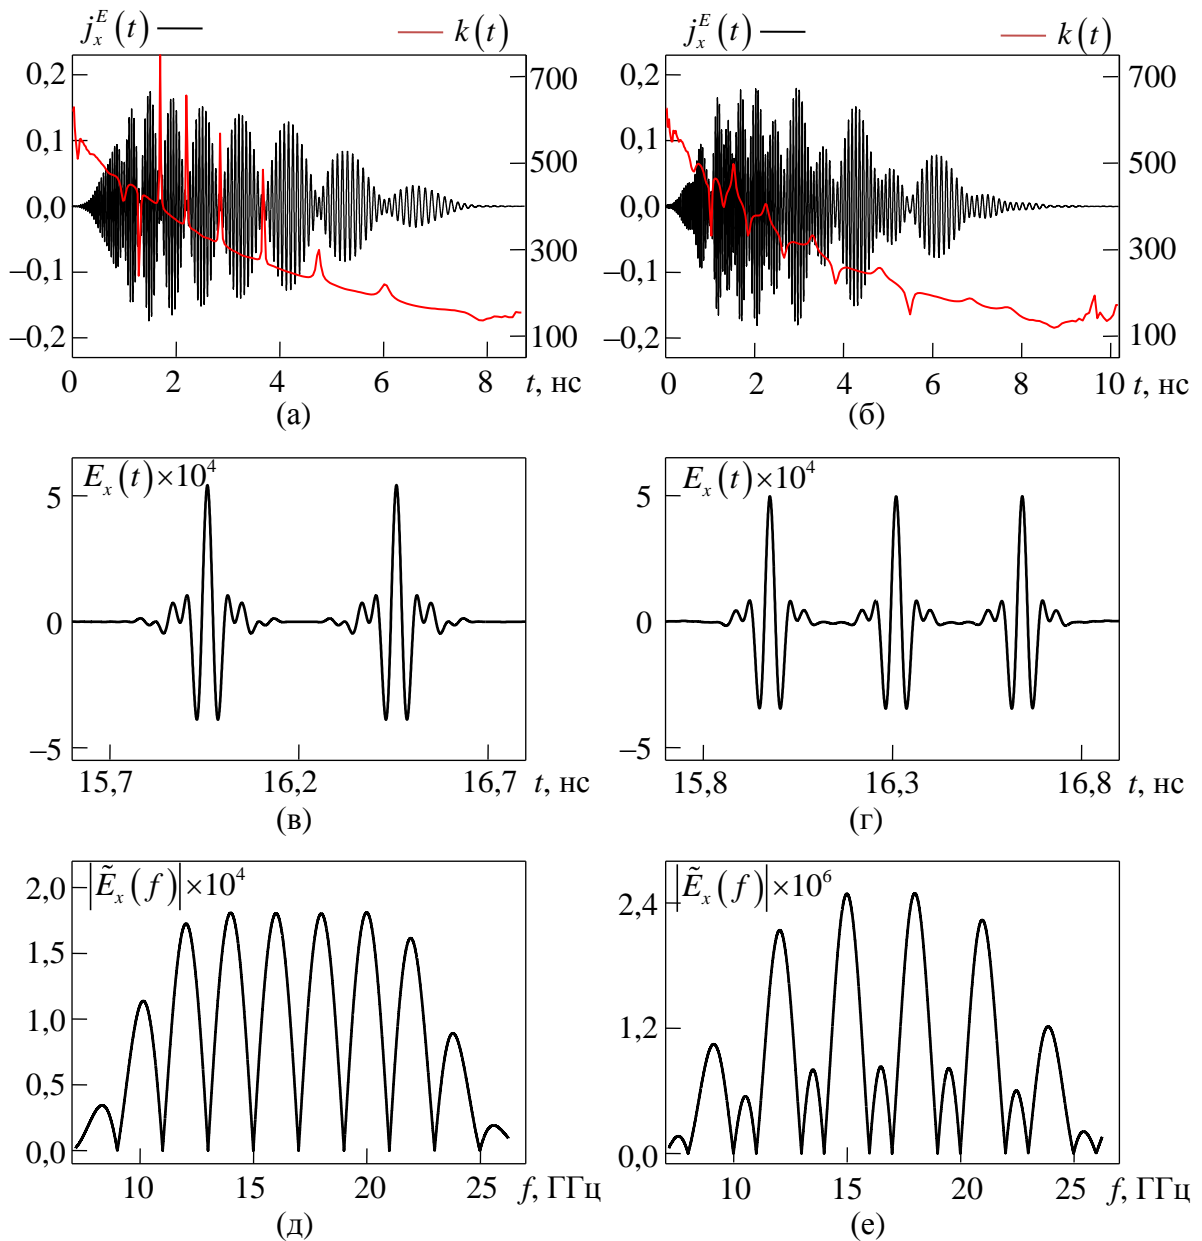 j_x^E(t) k(t) j_x^E(t) k(t)
0,2 700 0,2 700
0,1 500 0,1 500
0,0 0,0
−0,1 300 −0,1 300
−0,2 100 −0,2 100
0 2 4 6 8 t, нс 0 2 4 6 8 10 t, нс
(а) (б)
E_x(t)×10^4 E_x(t)×10^4
5 5
0 0
−5 −5
15,7 16,2 16,7 t, нс 15,8 16,3 16,8 t, нс
(в) (г)
|Ẽ_x(f)|×10^4 |Ẽ_x(f)|×10^6
2,0 2,4
1,5
1,0 1,2
0,5
0,0 0,0
10 15 20 25 f, ГГц 10 15 20 25 f, ГГц
(д) (е)